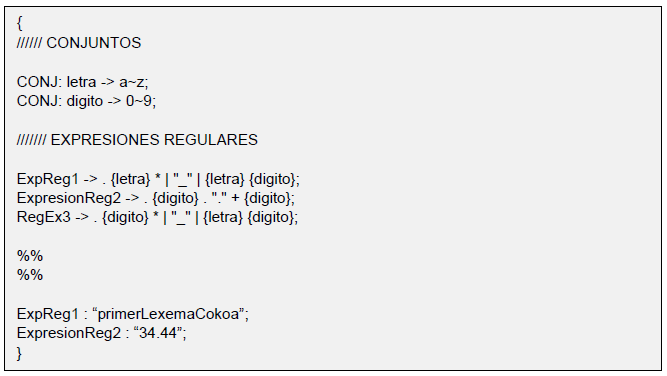 {
////// CONJUNTOS
CONJ: letra -> a~z;
CONJ: digito -> 0~9;
/////// EXPRESIONES REGULARES
ExpReg1 -> . {letra} * | "_" | {letra} {digito};
ExpresionReg2 -> . {digito} . "." + {digito};
RegEx3 -> . {digito} * | "_" | {letra} {digito};
%%
%%
ExpReg1 : “primerLexemaCokoa”;
ExpresionReg2 : “34.44”;
}